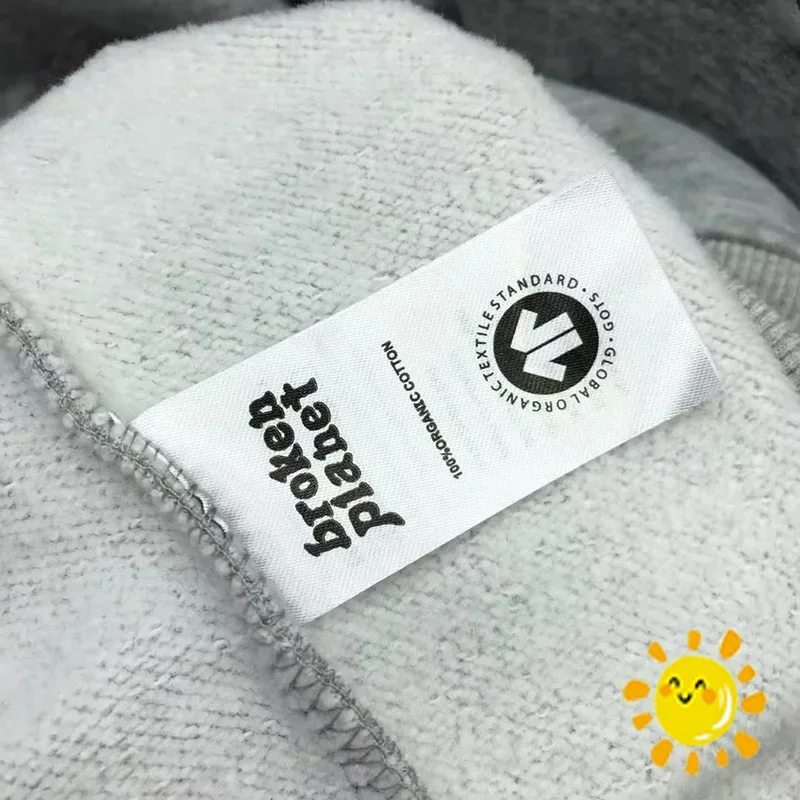 broken
planet
100%ORGANIC COTTON
GLOBAL ORGANIC TEXTILE STANDARD · GOTS ·